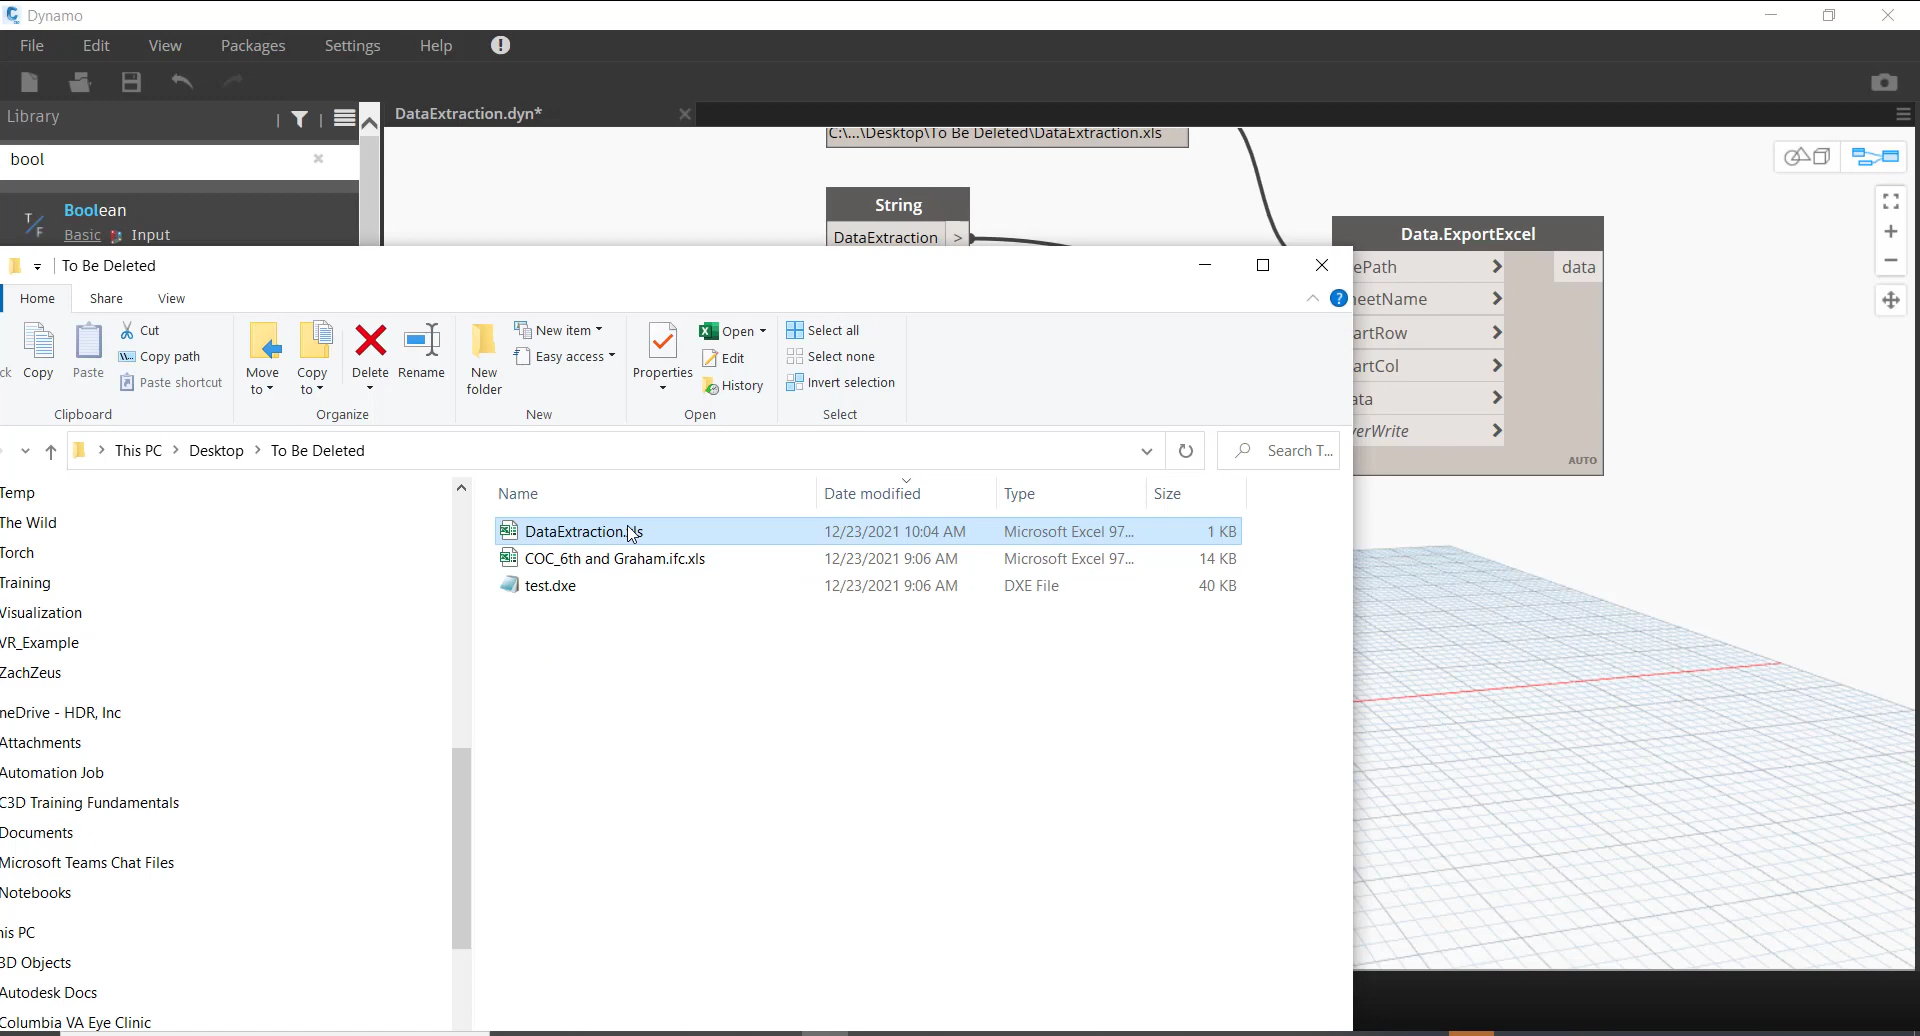 Dynamo
File Edit View Packages Settings Help
Library
DataExtraction.dyn*
bool
Boolean
Basic Input
C:\...\Desktop\To Be Deleted\DataExtraction.xls
String
DataExtraction >
Data.ExportExcel
ePath data
heetName
artRow
artCol
ata
verWrite
AUTO
To Be Deleted
Home Share View
Copy Paste Cut Copy path Paste shortcut
Clipboard
Move to Copy to Delete Rename
Organize
New folder New item Easy access
New
Properties Open Edit History
Open
Select all Select none Invert selection
Select
This PC > Desktop > To Be Deleted
Search T...
Name Date modified Type Size
DataExtraction.xls 12/23/2021 10:04 AM Microsoft Excel 97... 1 KB
COC_6th and Graham.ifc.xls 12/23/2021 9:06 AM Microsoft Excel 97... 14 KB
test.dxe 12/23/2021 9:06 AM DXE File 40 KB
Temp
The Wild
Torch
Training
Visualization
VR_Example
ZachZeus
neDrive - HDR, Inc
Attachments
Automation Job
C3D Training Fundamentals
Documents
Microsoft Teams Chat Files
Notebooks
his PC
3D Objects
Autodesk Docs
Columbia VA Eye Clinic